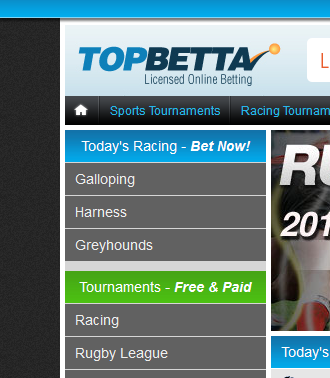 TOPBETTA
Licensed Online Betting
L
Sports Tournaments
Racing Tournam
Today's Racing - Bet Now!
Galloping
Harness
Greyhounds
RU
201
Tournaments - Free & Paid
Racing
Rugby League
Today's